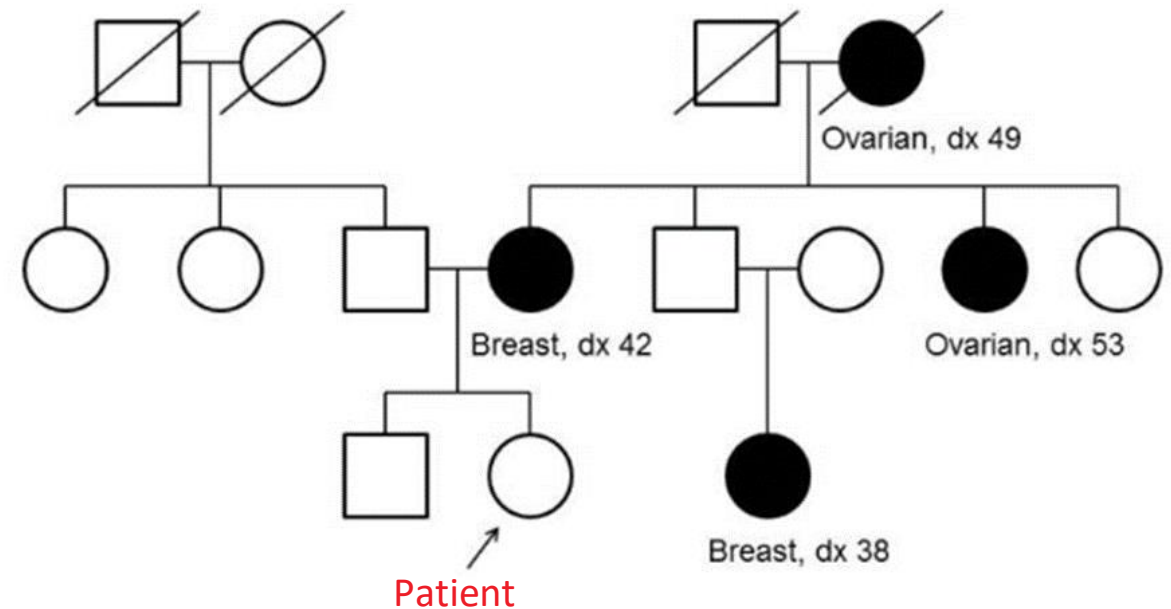 Ovarian, dx 49
Breast, dx 42
Ovarian, dx 53
Breast, dx 38
Patient